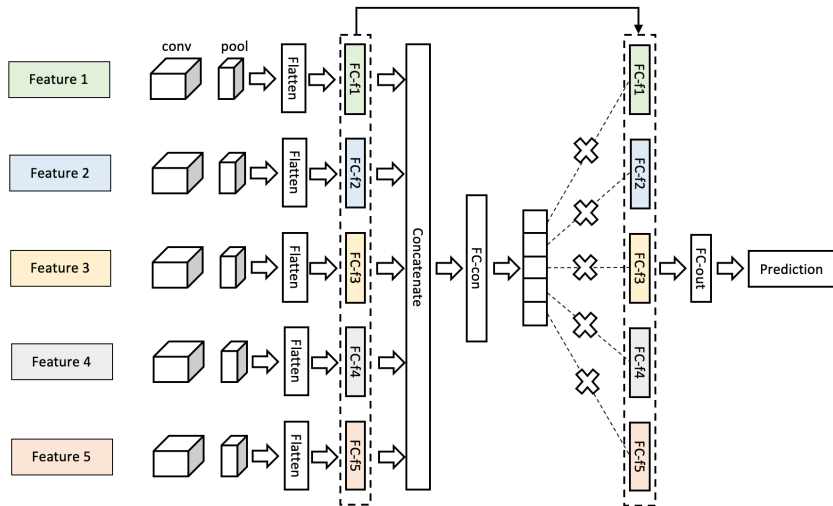 conv
pool
Feature 1
Flatten
FC-f1
FC-f1
Feature 2
Flatten
FC-f2
FC-f2
Feature 3
Flatten
FC-f3
Concatenate
FC-con
FC-f3
FC-out
Prediction
Feature 4
Flatten
FC-f4
FC-f4
Feature 5
Flatten
FC-f5
FC-f5